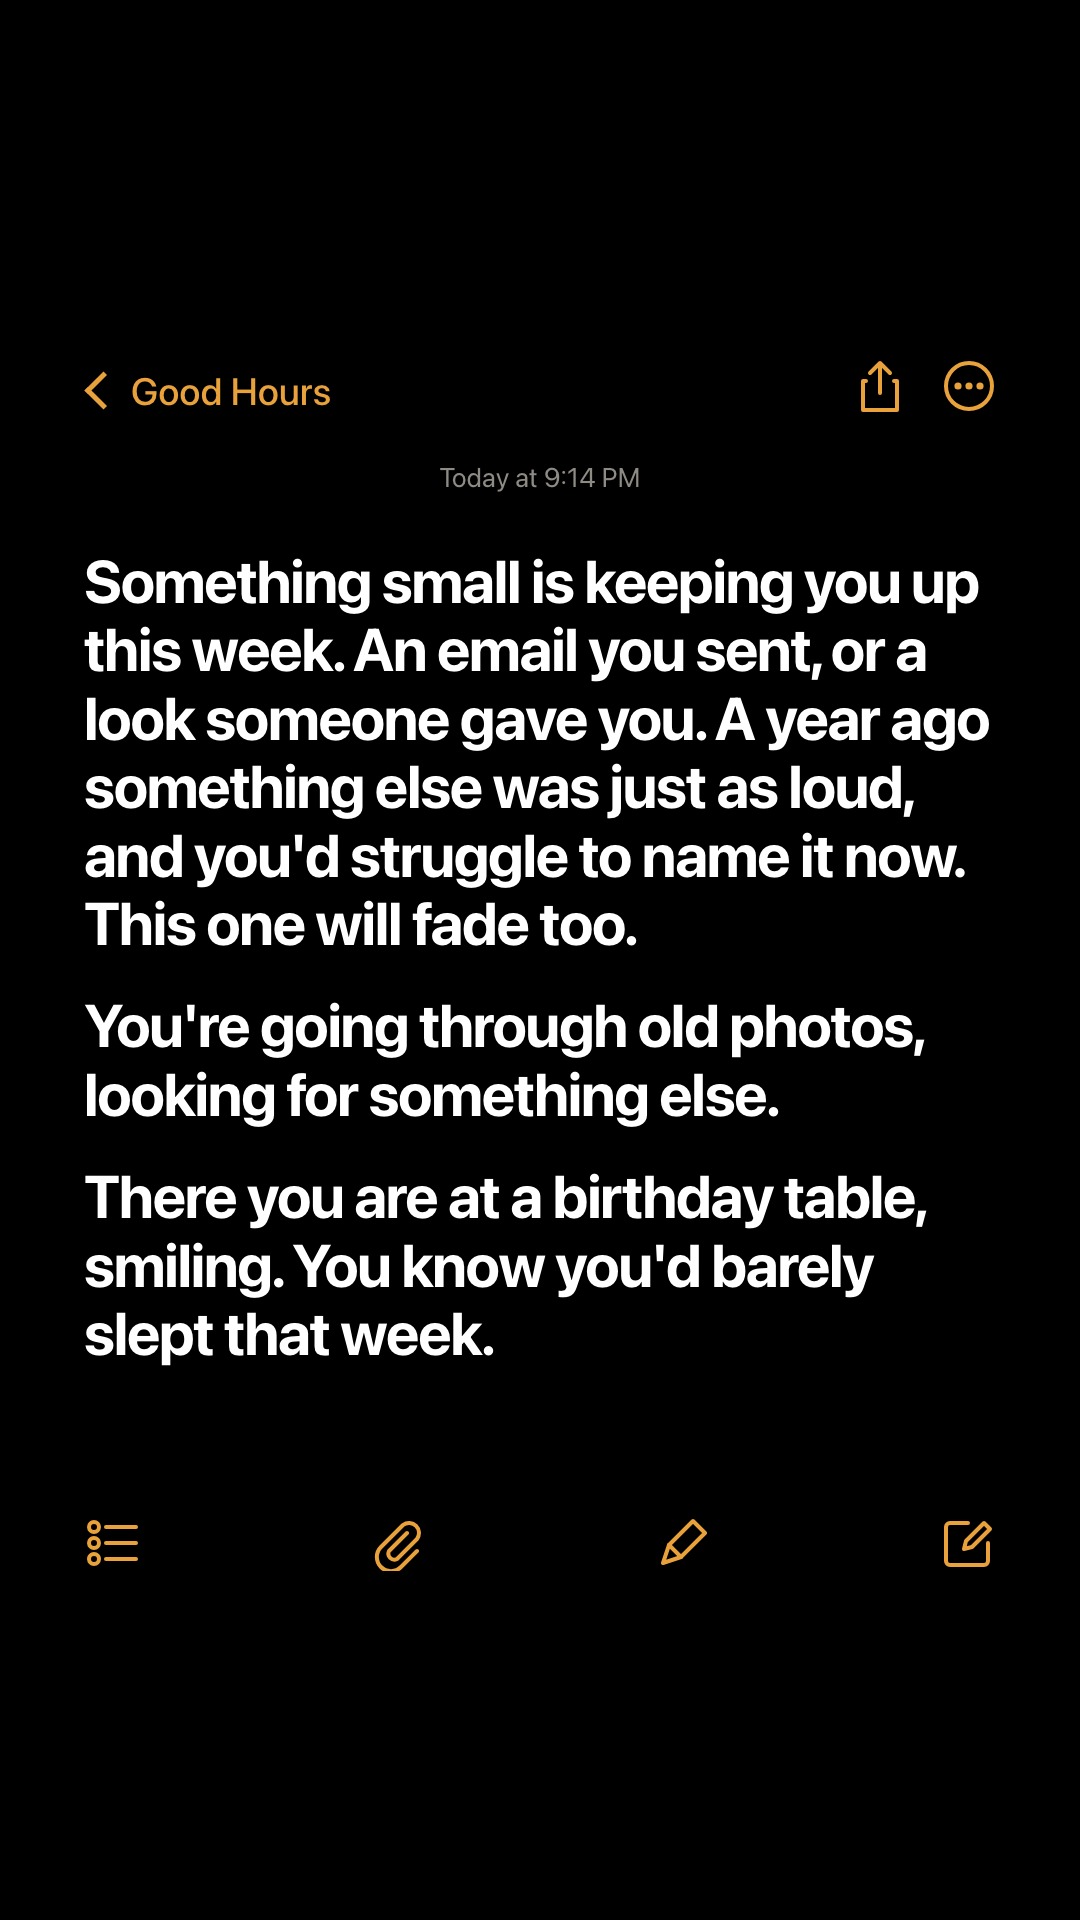 Good Hours
Today at 9:14 PM
Something small is keeping you up
this week. An email you sent, or a
look someone gave you. A year ago
something else was just as loud,
and you'd struggle to name it now.
This one will fade too.
You're going through old photos,
looking for something else.
There you are at a birthday table,
smiling. You know you'd barely
slept that week.